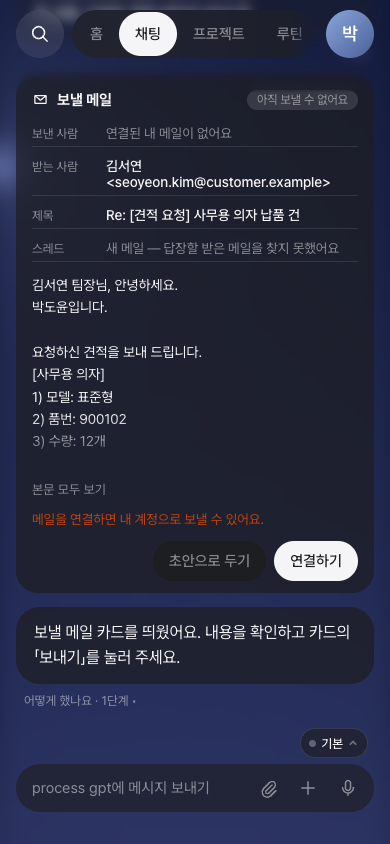 홈 채팅 프로젝트 루틴 박
보낼 메일 아직 보낼 수 없어요
보낸 사람 연결된 내 메일이 없어요
받는 사람 김서연
<seoyeon.kim@customer.example>
제목 Re: [견적 요청] 사무용 의자 납품 건
스레드 새 메일 — 답장할 받은 메일을 찾지 못했어요
김서연 팀장님, 안녕하세요.
박도윤입니다.
요청하신 견적을 보내 드립니다.
[사무용 의자]
1) 모델: 표준형
2) 품번: 900102
3) 수량: 12개
본문 모두 보기
메일을 연결하면 내 계정으로 보낼 수 있어요.
초안으로 두기 연결하기
보낼 메일 카드를 띄웠어요. 내용을 확인하고 카드의
「보내기」를 눌러 주세요.
어떻게 했나요 · 1단계
기본
process gpt에 메시지 보내기